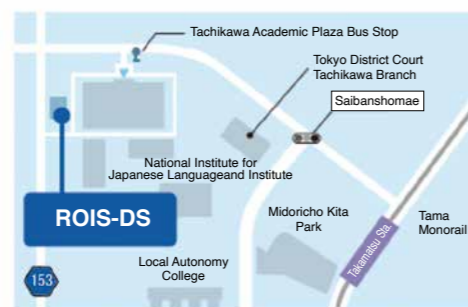 Tachikawa Academic Plaza Bus Stop
Tokyo District Court
Tachikawa Branch
Saibanshomae
National Institute for
Japanese Languageand Institute
ROIS-DS
Midoricho Kita
Park
Takamatsu Sta.
Tama
Monorail
153
Local Autonomy
College